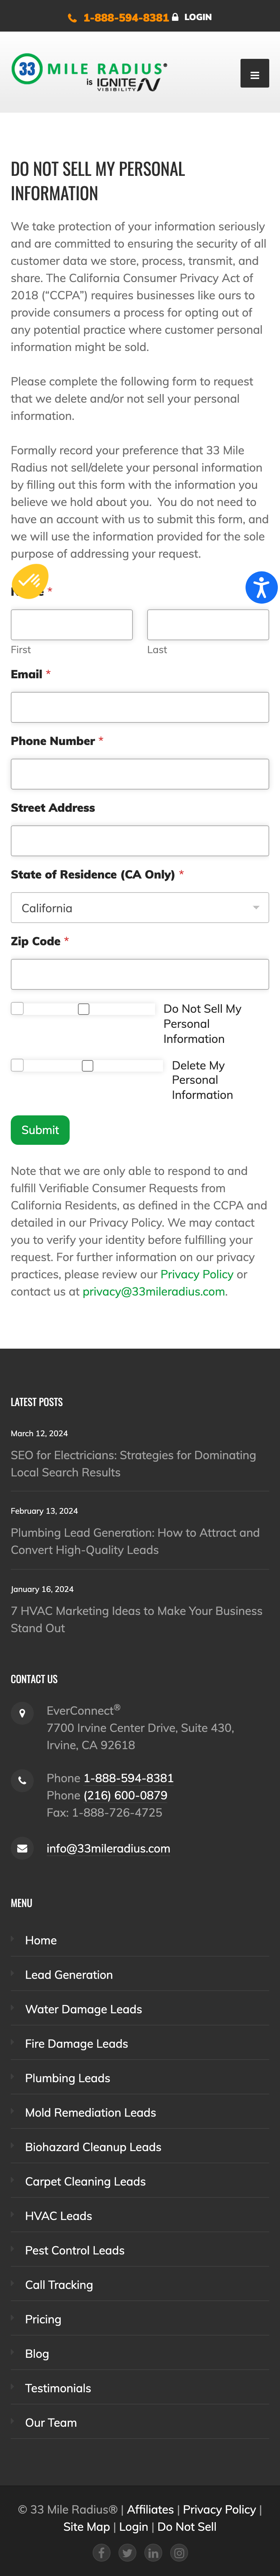 1-888-594-8381 LOGIN
33 MILE RADIUS®
is IGNITE VISIBILITY IV
DO NOT SELL MY PERSONAL
INFORMATION
We take protection of your information seriously
and are committed to ensuring the security of all
customer data we store, process, transmit, and
share. The California Consumer Privacy Act of
2018 (“CCPA”) requires businesses like ours to
provide consumers a process for opting out of
any potential practice where customer personal
information might be sold.
Please complete the following form to request
that we delete and/or not sell your personal
information.
Formally record your preference that 33 Mile
Radius not sell/delete your personal information
by filling out this form with the information you
believe we hold about you.  You do not need to
have an account with us to submit this form, and
we will use the information provided for the sole
purpose of addressing your request.
*
First Last
Email *
Phone Number *
Street Address
State of Residence (CA Only) *
California
Zip Code *
Do Not Sell My
Personal
Information
Delete My
Personal
Information
Submit
Note that we are only able to respond to and
fulfill Verifiable Consumer Requests from
California Residents, as defined in the CCPA and
detailed in our Privacy Policy. We may contact
you to verify your identity before fulfilling your
request. For further information on our privacy
practices, please review our Privacy Policy or
contact us at privacy@33mileradius.com.
LATEST POSTS
March 12, 2024
SEO for Electricians: Strategies for Dominating
Local Search Results
February 13, 2024
Plumbing Lead Generation: How to Attract and
Convert High-Quality Leads
January 16, 2024
7 HVAC Marketing Ideas to Make Your Business
Stand Out
CONTACT US
EverConnect®
7700 Irvine Center Drive, Suite 430,
Irvine, CA 92618
Phone 1-888-594-8381
Phone (216) 600-0879
Fax: 1-888-726-4725
info@33mileradius.com
MENU
Home
Lead Generation
Water Damage Leads
Fire Damage Leads
Plumbing Leads
Mold Remediation Leads
Biohazard Cleanup Leads
Carpet Cleaning Leads
HVAC Leads
Pest Control Leads
Call Tracking
Pricing
Blog
Testimonials
Our Team
© 33 Mile Radius® | Affiliates | Privacy Policy |
Site Map | Login | Do Not Sell